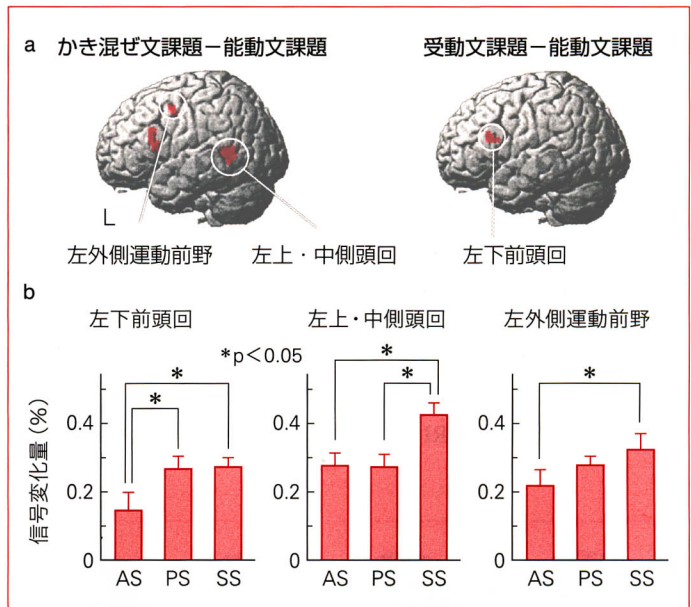 a かき混ぜ文課題－能動文課題 受動文課題－能動文課題
L
左外側運動前野 左上・中側頭回 左下前頭回
b
左下前頭回 左上・中側頭回 左外側運動前野
*p＜0.05
* * * * *
信号変化量(%)
0.4 0.4 0.4
0.2 0.2 0.2
0 0 0
AS PS SS AS PS SS AS PS SS